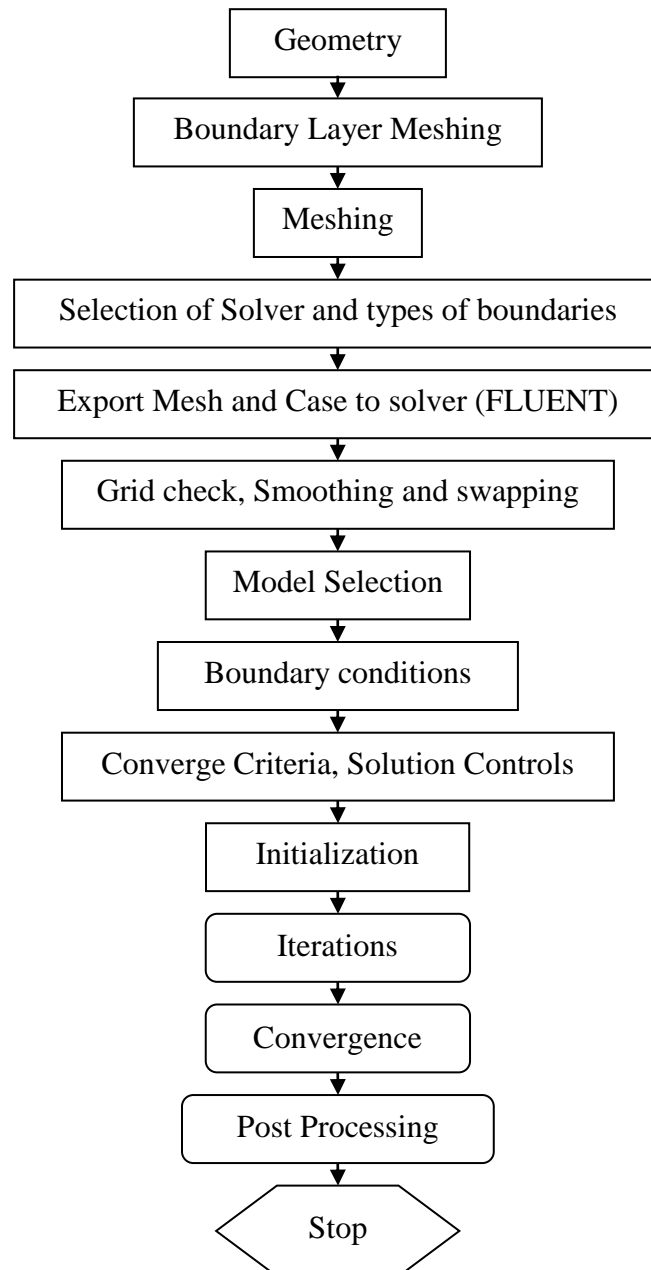 Geometry
Boundary Layer Meshing
Meshing
Selection of Solver and types of boundaries
Export Mesh and Case to solver (FLUENT)
Grid check, Smoothing and swapping
Model Selection
Boundary conditions
Converge Criteria, Solution Controls
Initialization
Iterations
Convergence
Post Processing
Stop